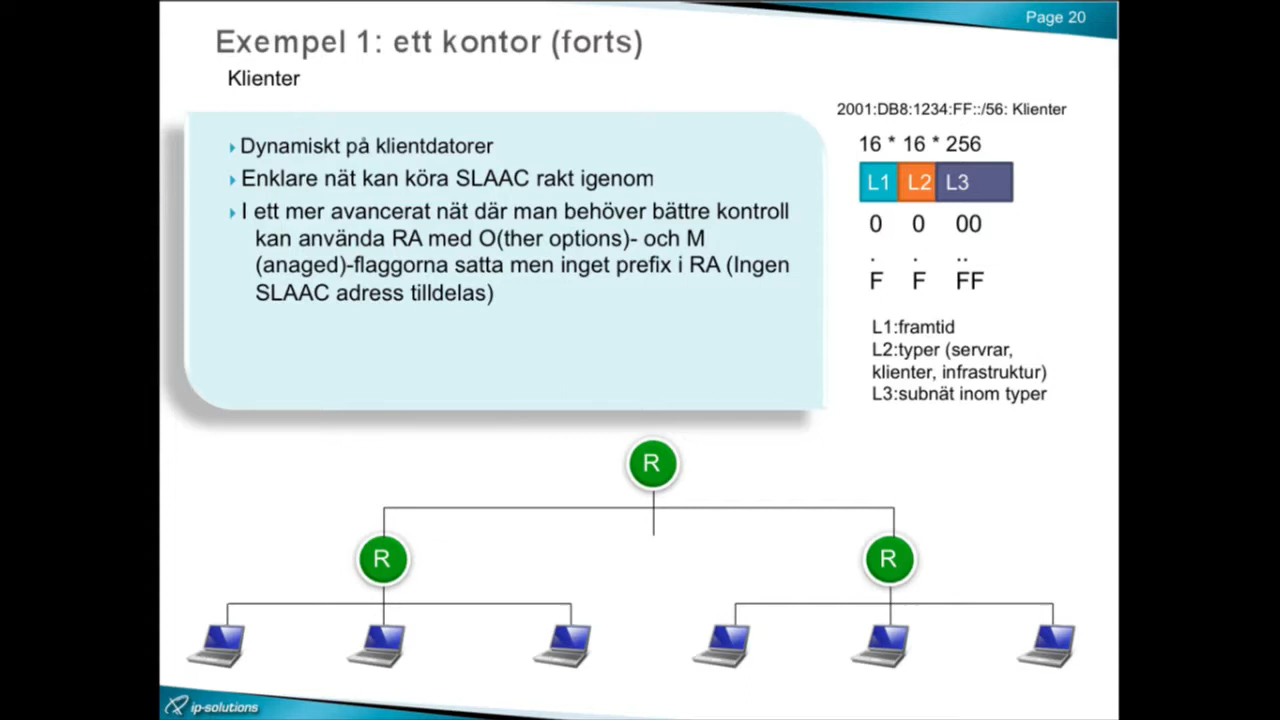 Page 20
Exempel 1: ett kontor (forts)
Klienter
Dynamiskt på klientdatorer
Enklare nät kan köra SLAAC rakt igenom
I ett mer avancerat nät där man behöver bättre kontroll
kan använda RA med O(ther options)- och M
(anaged)-flaggorna satta men inget prefix i RA (Ingen
SLAAC adress tilldelas)
2001:DB8:1234:FF::/56: Klienter
16 * 16 * 256
L1 L2 L3
0 0 00
. . ..
F F FF
L1:framtid
L2:typer (servrar,
klienter, infrastruktur)
L3:subnät inom typer
R
R R
ip-solutions